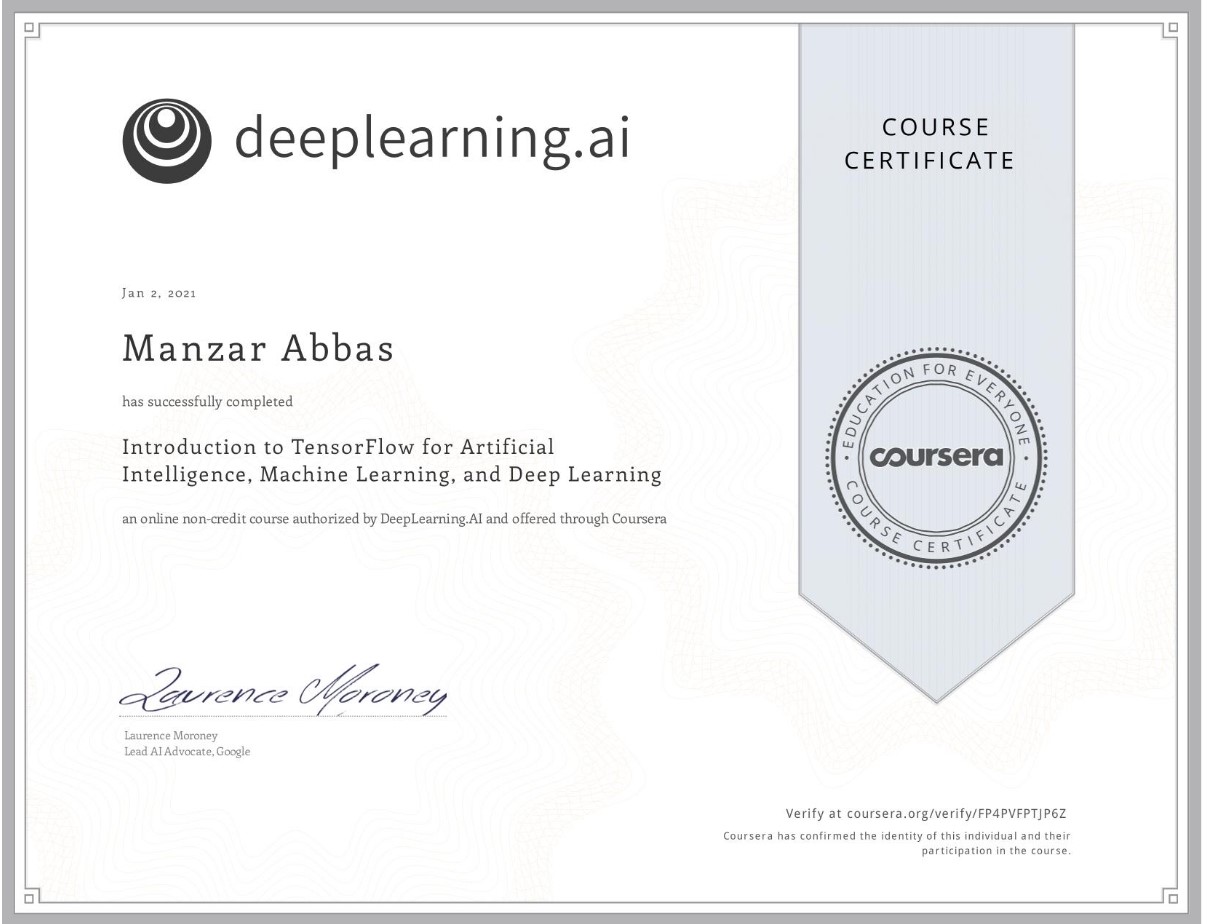 deeplearning.ai
COURSE
CERTIFICATE
Jan 2, 2021
Manzar Abbas
has successfully completed
Introduction to TensorFlow for Artificial
Intelligence, Machine Learning, and Deep Learning
an online non-credit course authorized by DeepLearning.AI and offered through Coursera
EDUCATION FOR EVERYONE
coursera
COURSE CERTIFICATE
Laurence Moroney
Laurence Moroney
Lead AI Advocate, Google
Verify at coursera.org/verify/FP4PVFPTJP6Z
Coursera has confirmed the identity of this individual and their
participation in the course.